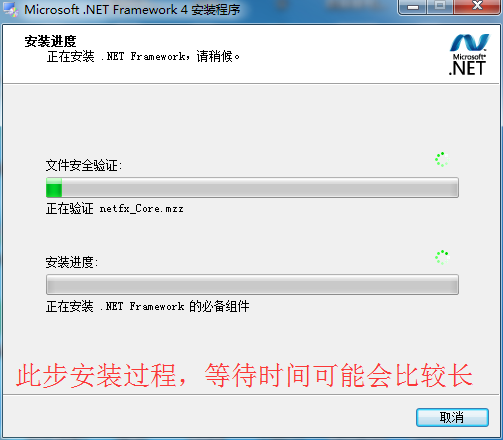 Microsoft .NET Framework 4 安装程序
安装进度
正在安装 .NET Framework，请稍候。
Microsoft®
.NET
文件安全验证:
正在验证 netfx_Core.mzz
安装进度:
正在安装 .NET Framework 的必备组件
此步安装过程，等待时间可能会比较长
取消